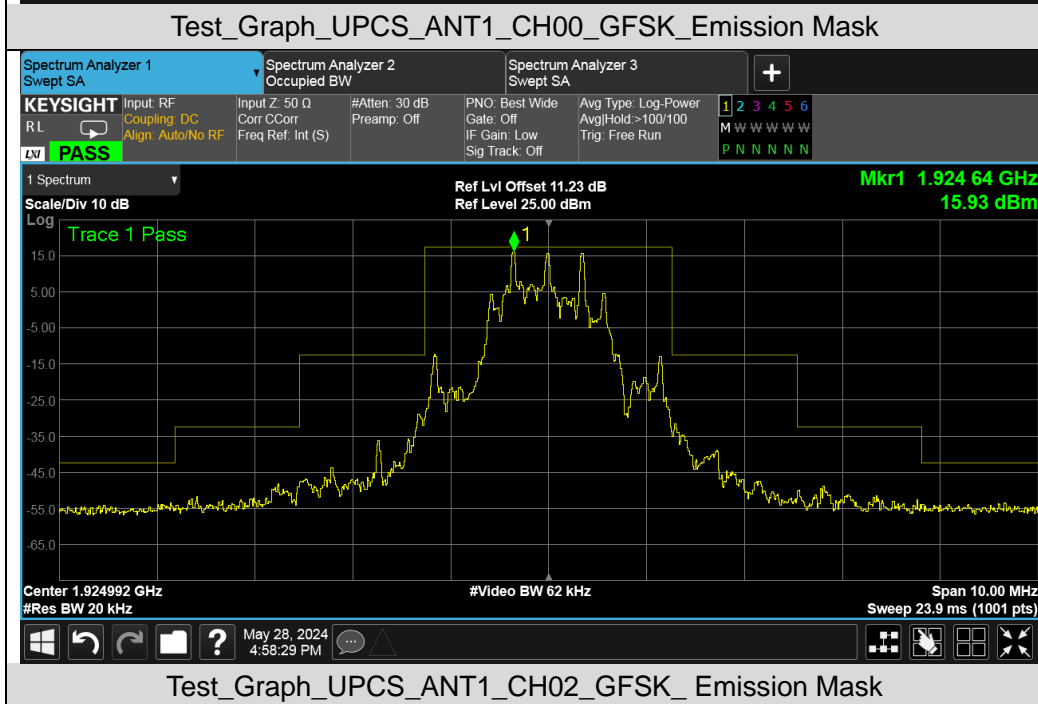 Test_Graph_UPCS_ANT1_CH00_GFSK_Emission Mask
Spectrum Analyzer 1
Swept SA
Spectrum Analyzer 2
Occupied BW
Spectrum Analyzer 3
Swept SA
+
KEYSIGHT
RL
LXI
PASS
Input: RF
Coupling: DC
Align: Auto/No RF
Input Z: 50 Ω
Corr CCorr
Freq Ref: Int (S)
#Atten: 30 dB
Preamp: Off
PNO: Best Wide
Gate: Off
IF Gain: Low
Sig Track: Off
Avg Type: Log-Power
Avg|Hold:>100/100
Trig: Free Run
1 2 3 4 5 6
M W W W W W
P N N N N N
1 Spectrum
Scale/Div 10 dB
Log
Ref Lvl Offset 11.23 dB
Ref Level 25.00 dBm
Mkr1 1.924 64 GHz
15.93 dBm
Trace 1 Pass
1
15.0
5.00
-5.00
-15.0
-25.0
-35.0
-45.0
-55.0
-65.0
Center 1.924992 GHz
#Res BW 20 kHz
#Video BW 62 kHz
Span 10.00 MHz
Sweep 23.9 ms (1001 pts)
?
May 28, 2024
4:58:29 PM
Test_Graph_UPCS_ANT1_CH02_GFSK_ Emission Mask